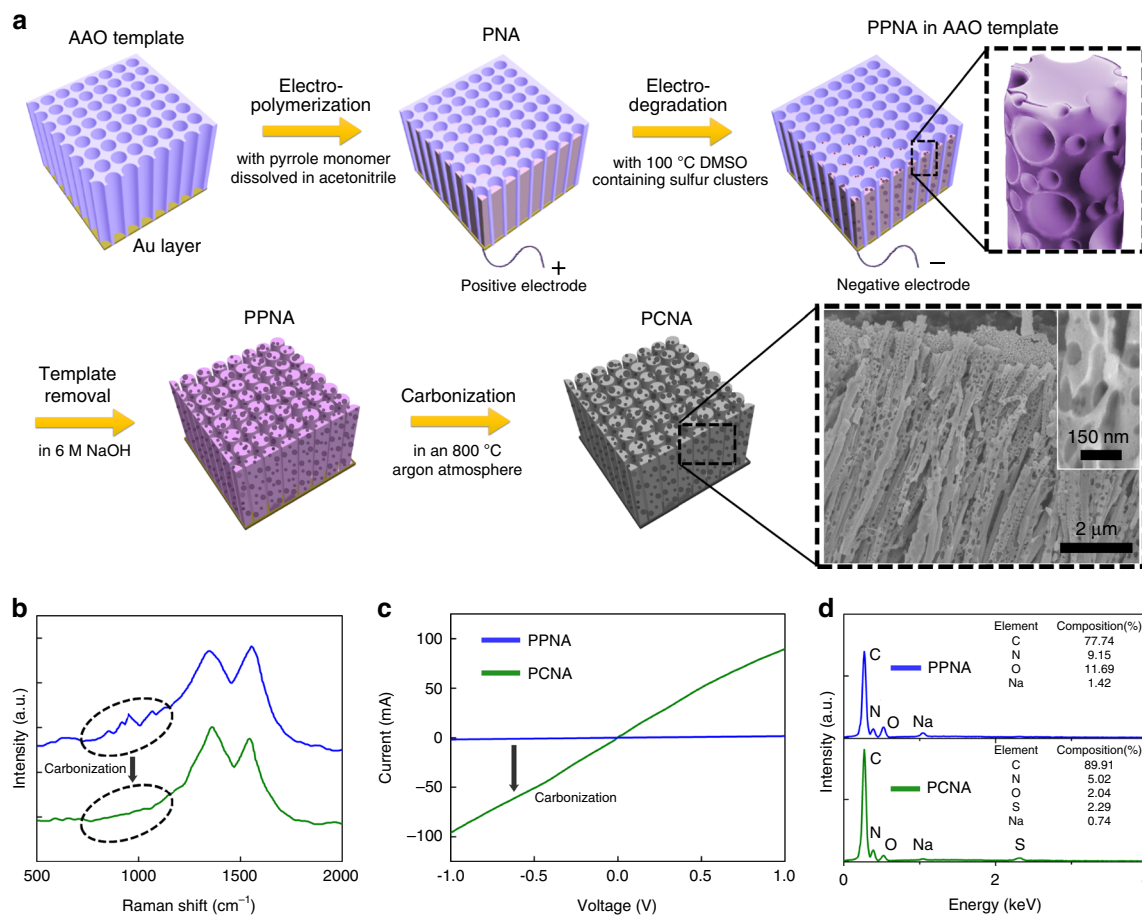 a
AAO template
Au layer
Electro-
polymerization
with pyrrole monomer
dissolved in acetonitrile
PNA
+
Positive electrode
Electro-
degradation
with 100 °C DMSO
containing sulfur clusters
PPNA in AAO template
−
Negative electrode
Template
removal
in 6 M NaOH
PPNA
Carbonization
in an 800 °C
argon atmosphere
PCNA
150 nm
2 μm
b
Intensity (a.u.)
Carbonization
500
1000
1500
2000
Raman shift (cm⁻¹)
c
Current (mA)
100
50
0
−50
−100
PPNA
PCNA
Carbonization
-1.0
-0.5
0.0
0.5
1.0
Voltage (V)
d
Intensity (a.u.)
C
N
O
Na
PPNA
Element Composition(%)
C 77.74
N 9.15
O 11.69
Na 1.42
C
N
O
Na
S
PCNA
Element Composition(%)
C 89.91
N 5.02
O 2.04
S 2.29
Na 0.74
0
2
Energy (keV)